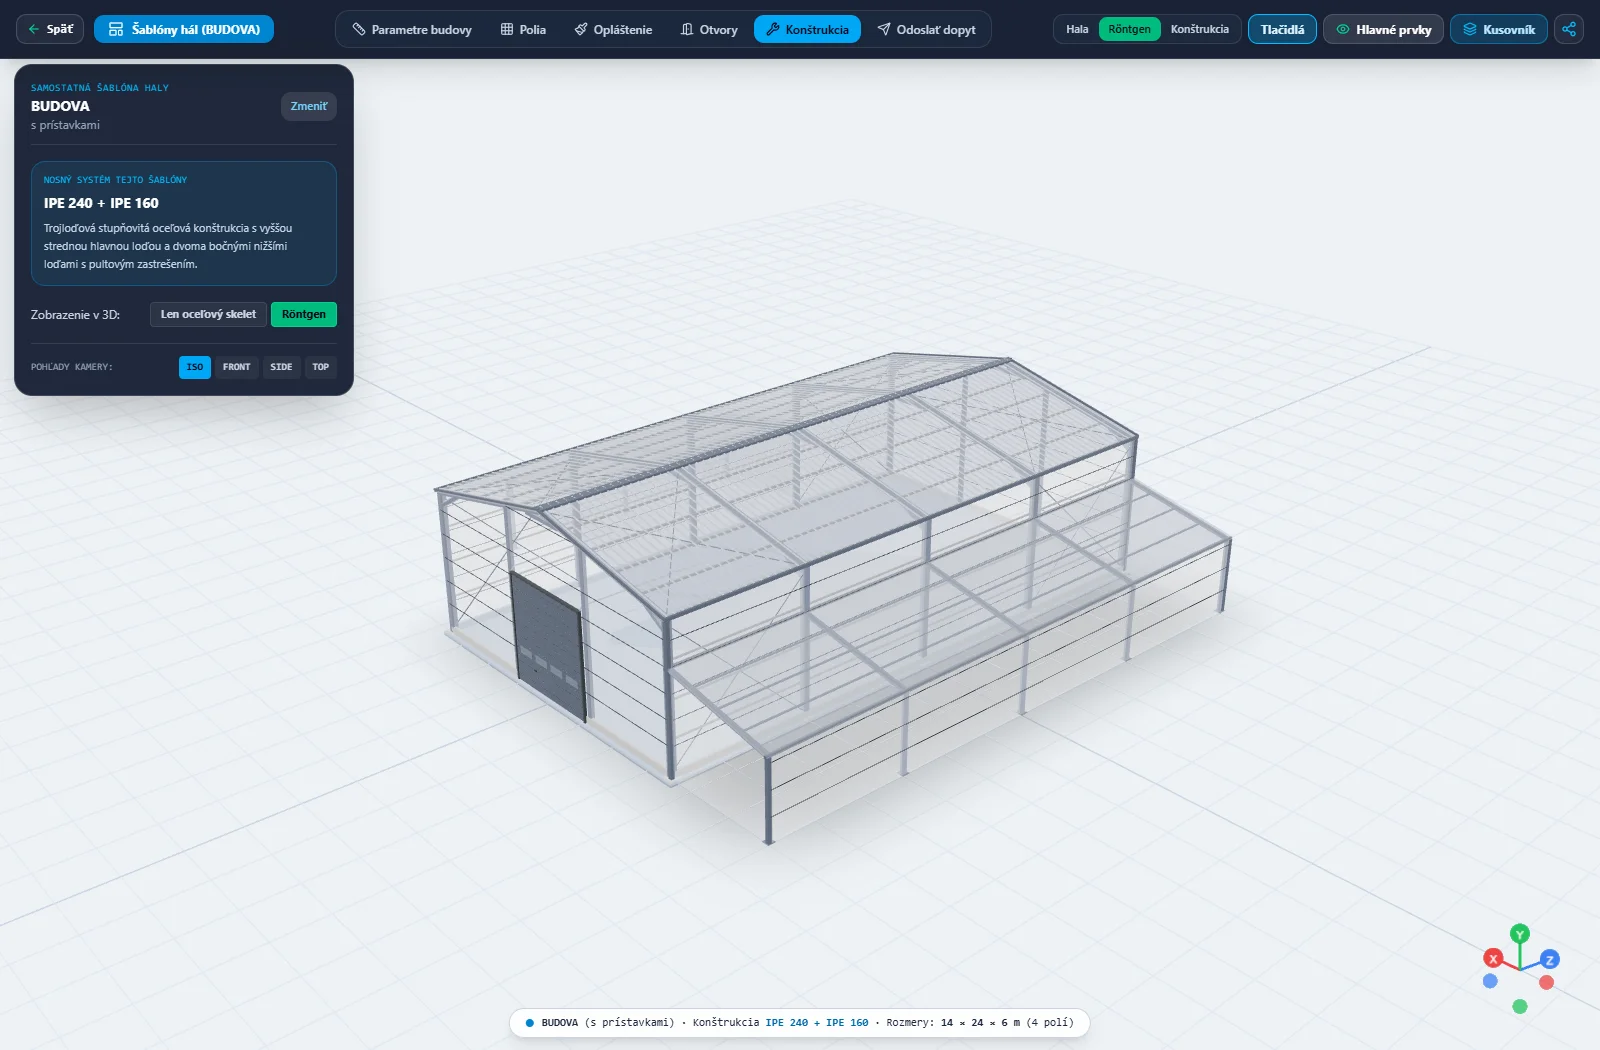 Späť
Šablóny hál (BUDOVA)
Parametre budovy
Polia
Opláštenie
Otvory
Konštrukcia
Odoslať dopyt
Hala
Röntgen
Konštrukcia
Tlačidlá
Hlavné prvky
Kusovník
SAMOSTATNÁ ŠABLÓNA HALY
BUDOVA
s prístavkami
Zmeniť
NOSNÝ SYSTÉM TEJTO ŠABLÓNY
IPE 240 + IPE 160
Trojloďová stupňovitá oceľová konštrukcia s vyššou
strednou hlavnou loďou a dvoma bočnými nižšími
loďami s pultovým zastrešením.
Zobrazenie v 3D:
Len oceľový skelet
Röntgen
POHĽADY KAMERY:
ISO
FRONT
SIDE
TOP
Y
X
Z
BUDOVA (s prístavkami) · Konštrukcia IPE 240 + IPE 160 · Rozmery: 14 × 24 × 6 m (4 polí)